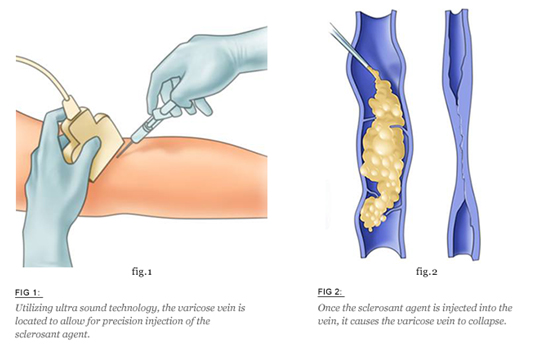 fig.1
fig.2
FIG 1:
Utilizing ultra sound technology, the varicose vein is
located to allow for precision injection of the
sclerosant agent.
FIG 2:
Once the sclerosant agent is injected into the
vein, it causes the varicose vein to collapse.